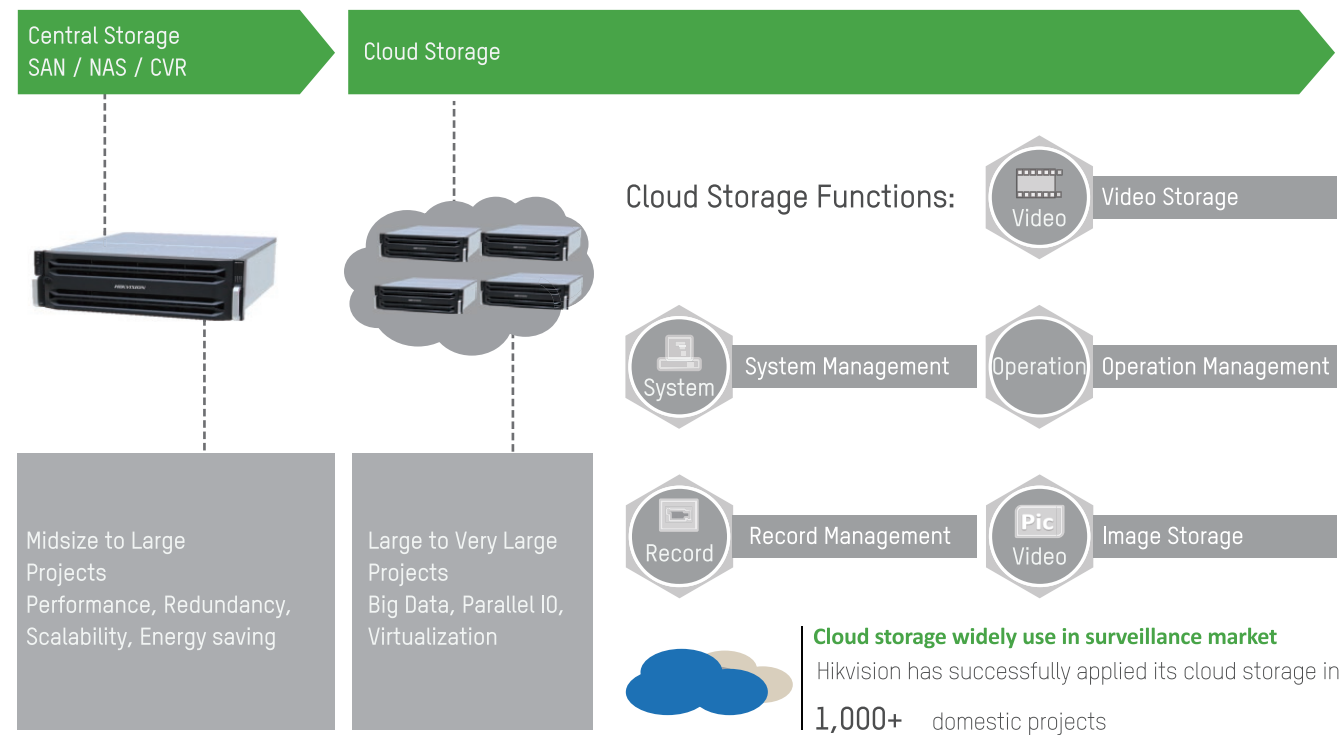 Central Storage
SAN / NAS / CVR
Cloud Storage
HIKVISION
Cloud Storage Functions:
Video
Video Storage
System
System Management
Operation
Operation Management
Record
Record Management
Pic
Video
Image Storage
Midsize to Large
Projects
Performance, Redundancy,
Scalability, Energy saving
Large to Very Large
Projects
Big Data, Parallel IO,
Virtualization
Cloud storage widely use in surveillance market
Hikvision has successfully applied its cloud storage in
1,000+ domestic projects